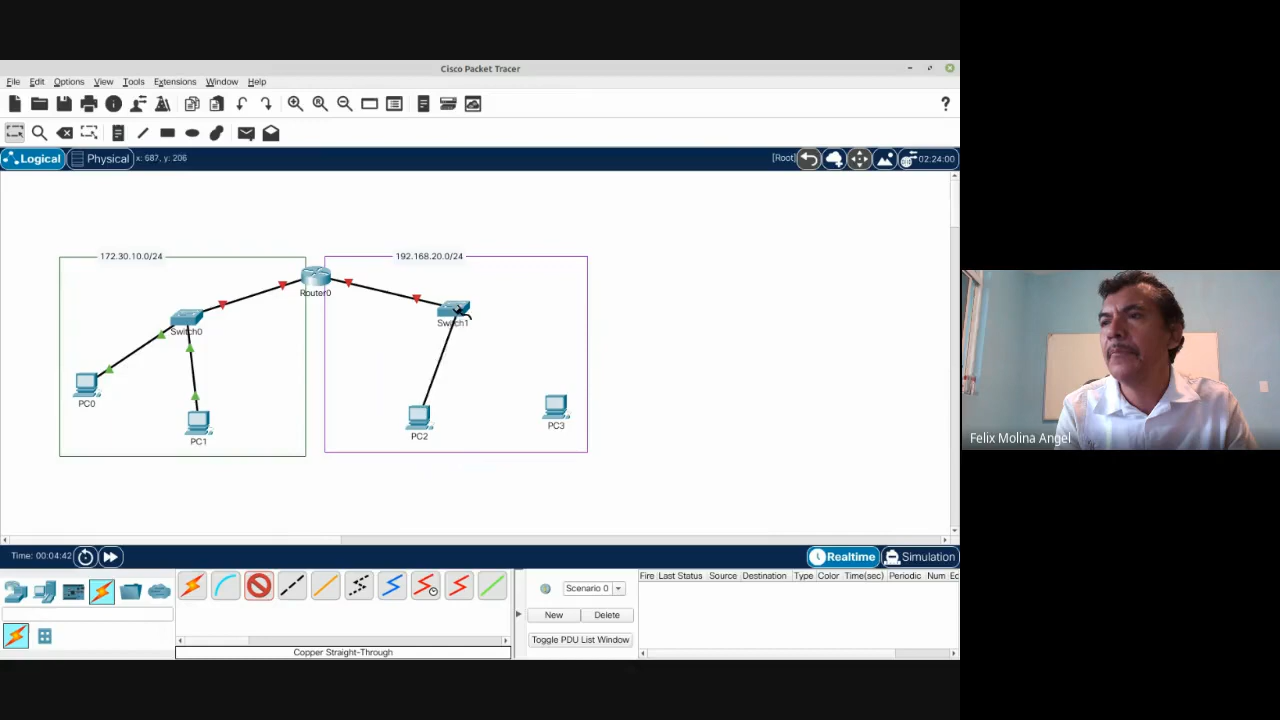 Cisco Packet Tracer
File Edit Options View Tools Extensions Window Help
?
Logical Physical x: 687, y: 206 [Root] 02:24:00
172.30.10.0/24 192.168.20.0/24
Router0
Switch0 Switch1
PC0 PC1 PC2 PC3
Felix Molina Angel
Time: 00:04:42 Realtime Simulation
Fire Last Status Source Destination Type Color Time(sec) Periodic Num Ec
Scenario 0
New Delete
Toggle PDU List Window
Copper Straight-Through